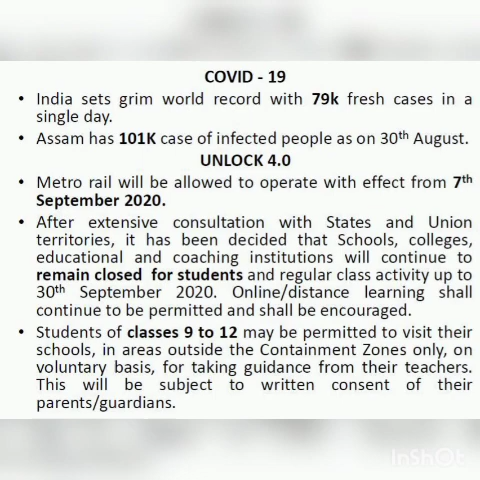 COVID - 19
• India sets grim world record with 79k fresh cases in a
single day.
• Assam has 101K case of infected people as on 30th August.
UNLOCK 4.0
• Metro rail will be allowed to operate with effect from 7th
September 2020.
• After extensive consultation with States and Union
territories, it has been decided that Schools, colleges,
educational and coaching institutions will continue to
remain closed for students and regular class activity up to
30th September 2020. Online/distance learning shall
continue to be permitted and shall be encouraged.
• Students of classes 9 to 12 may be permitted to visit their
schools, in areas outside the Containment Zones only, on
voluntary basis, for taking guidance from their teachers.
This will be subject to written consent of their
parents/guardians.
InShOt